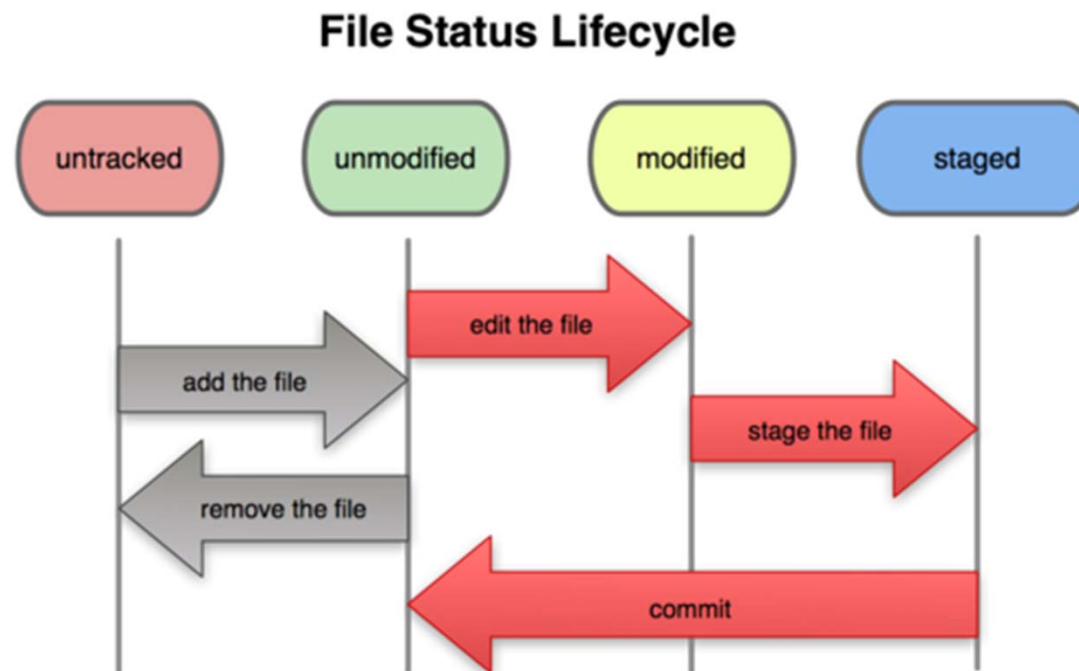 File Status Lifecycle
untracked
unmodified
modified
staged
edit the file
add the file
stage the file
remove the file
commit